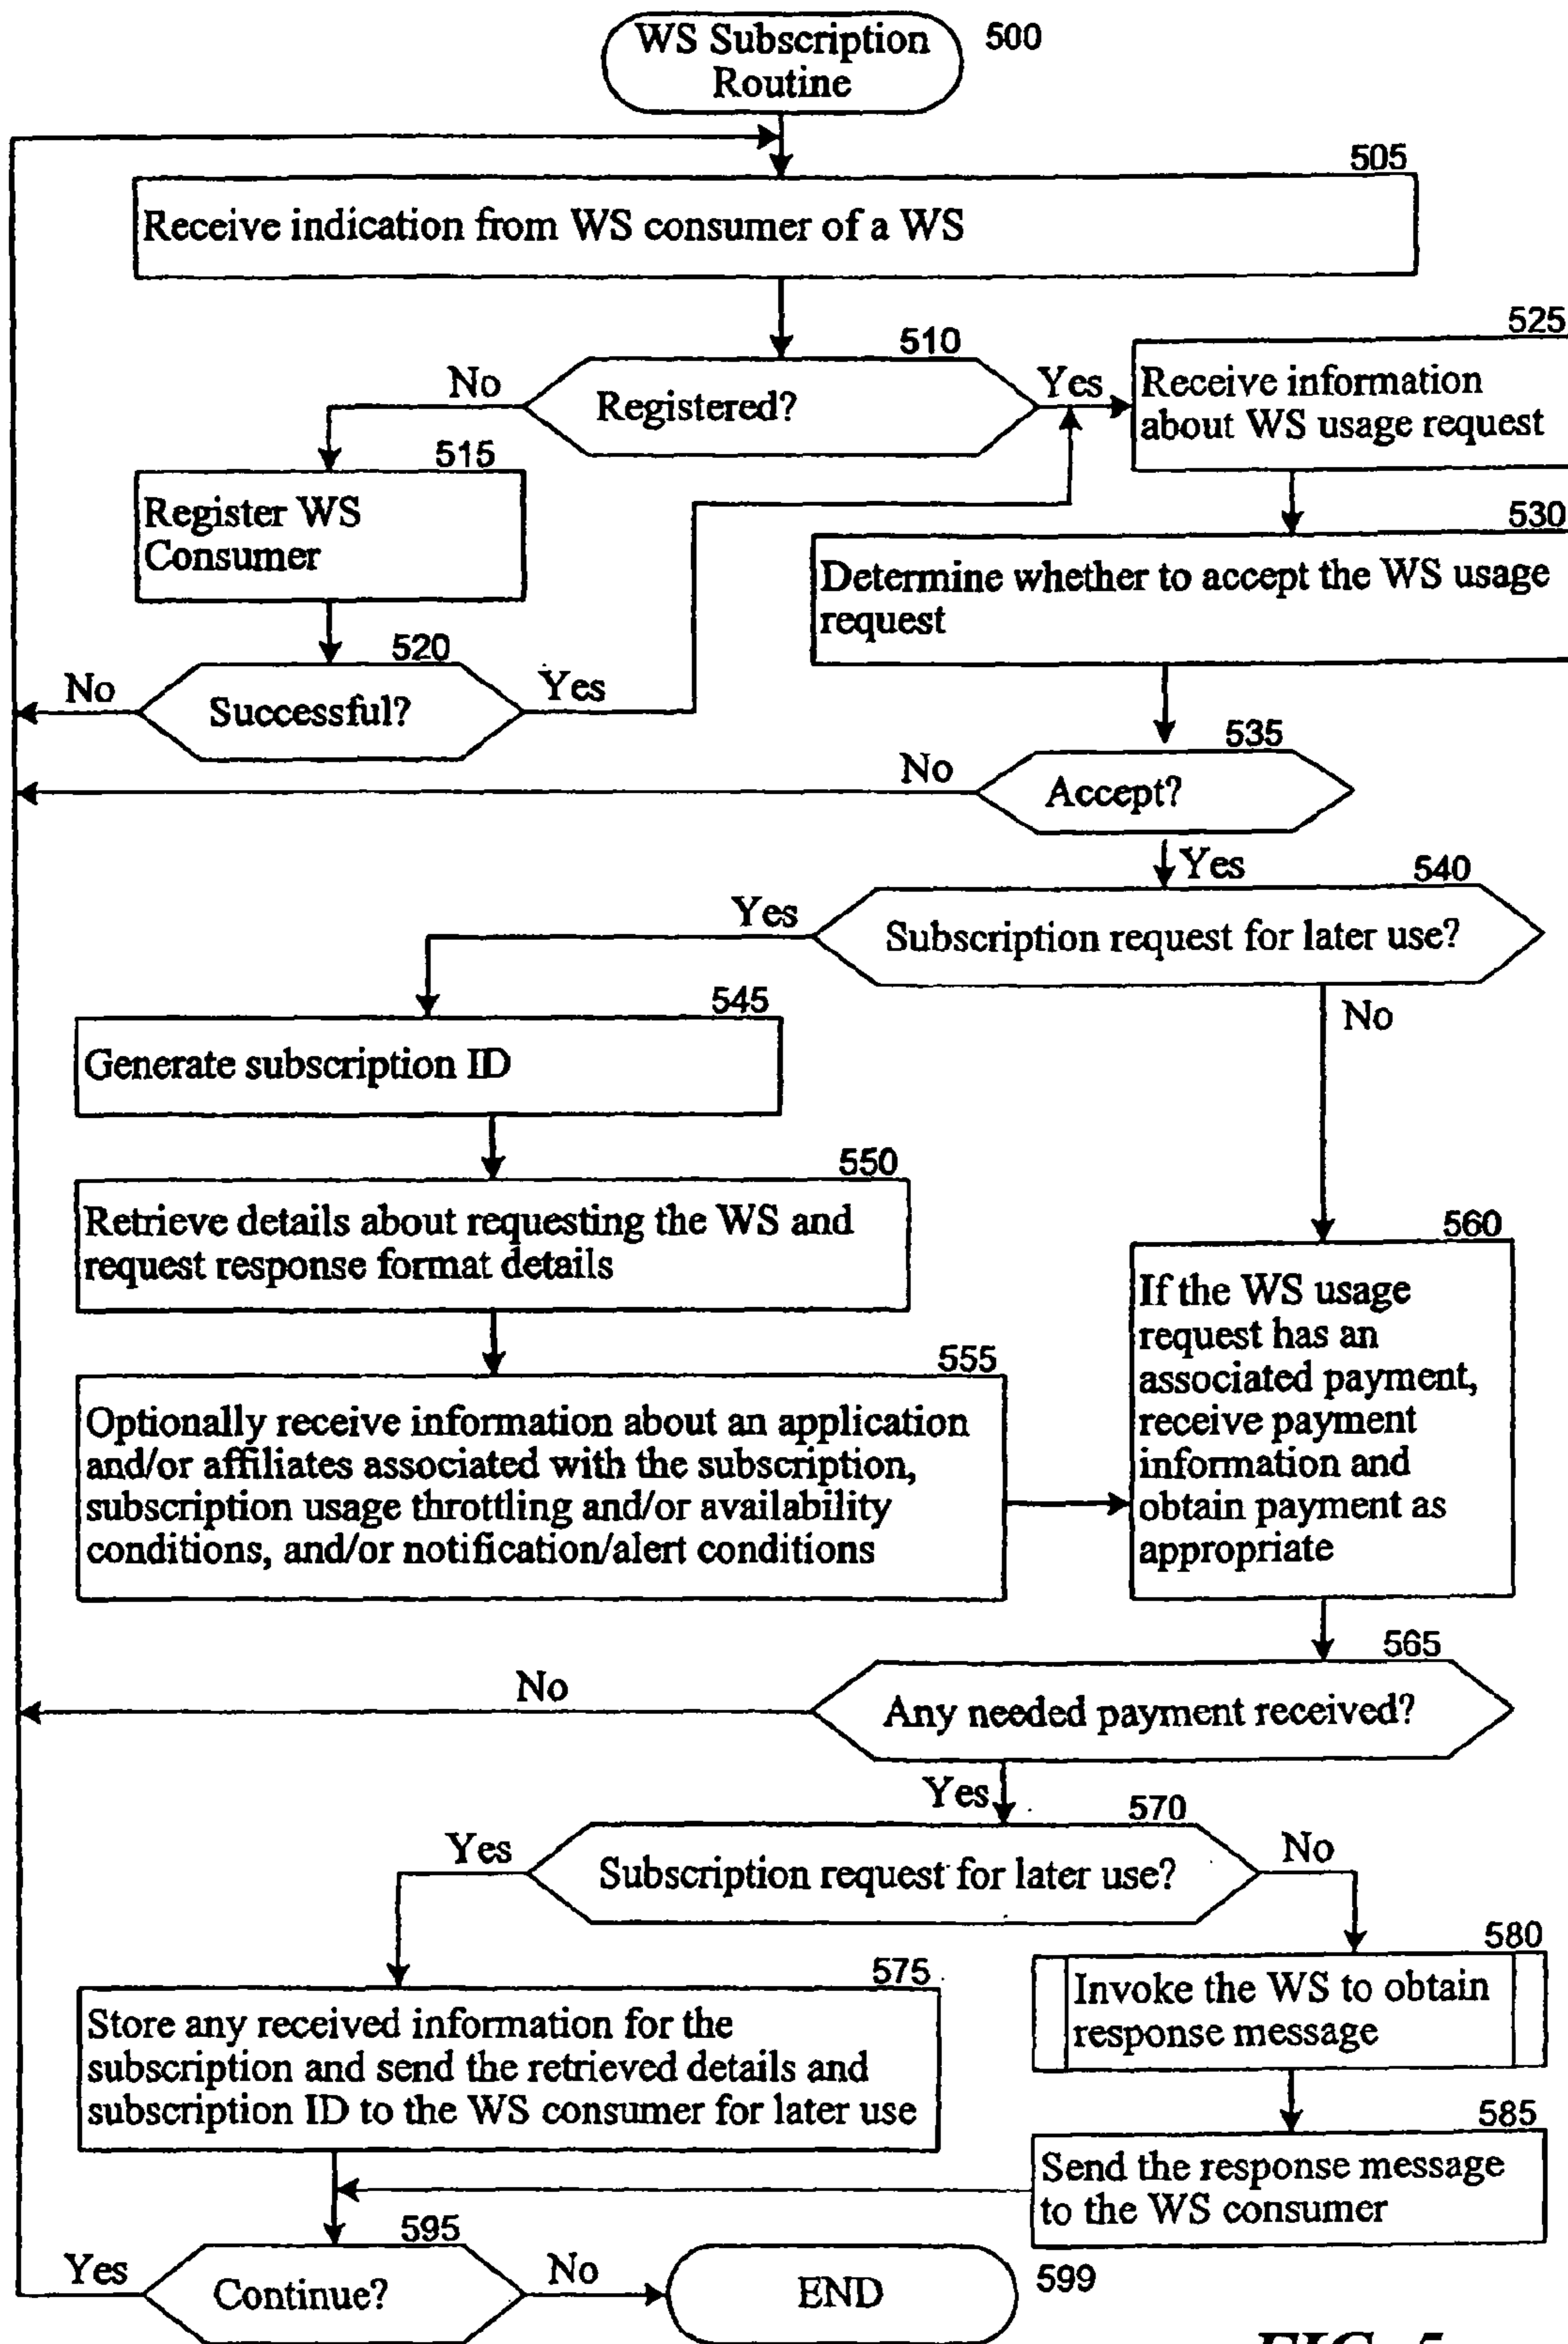 WS Subscription
Routine
500
505
Receive indication from WS consumer of a WS
510
No
Registered?
Yes
525
Receive information
about WS usage request
515
Register WS
Consumer
530
Determine whether to accept the WS usage
request
520
No
Successful?
Yes
535
No
Accept?
Yes
540
Yes
Subscription request for later use?
No
545
Generate subscription ID
550
Retrieve details about requesting the WS and
request response format details
555
Optionally receive information about an application
and/or affiliates associated with the subscription,
subscription usage throttling and/or availability
conditions, and/or notification/alert conditions
560
If the WS usage
request has an
associated payment,
receive payment
information and
obtain payment as
appropriate
565
No
Any needed payment received?
Yes
570
Yes
Subscription request for later use?
No
575
Store any received information for the
subscription and send the retrieved details and
subscription ID to the WS consumer for later use
580
Invoke the WS to obtain
response message
585
Send the response message
to the WS consumer
595
Yes
Continue?
No
END
599
FIG. 5